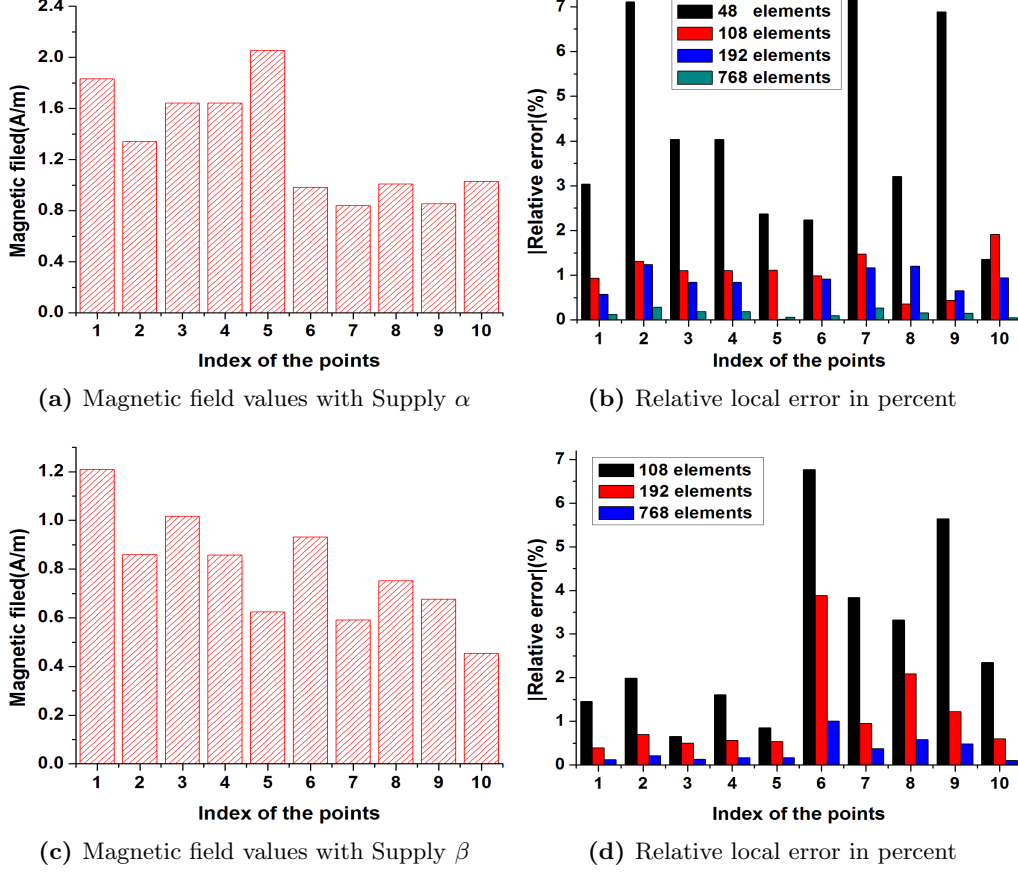 2.4
2.0
1.6
1.2
0.8
0.4
0.0
Magnetic filed(A/m)
1 2 3 4 5 6 7 8 9 10
Index of the points
(a) Magnetic field values with Supply α
7
6
5
4
3
2
1
0
|Relative error|(%)
48 elements
108 elements
192 elements
768 elements
1 2 3 4 5 6 7 8 9 10
Index of the points
(b) Relative local error in percent
1.2
1.0
0.8
0.6
0.4
0.2
0.0
Magnetic filed(A/m)
1 2 3 4 5 6 7 8 9 10
Index of the points
(c) Magnetic field values with Supply β
7
6
5
4
3
2
1
0
|Relative error|(%)
108 elements
192 elements
768 elements
1 2 3 4 5 6 7 8 9 10
Index of the points
(d) Relative local error in percent